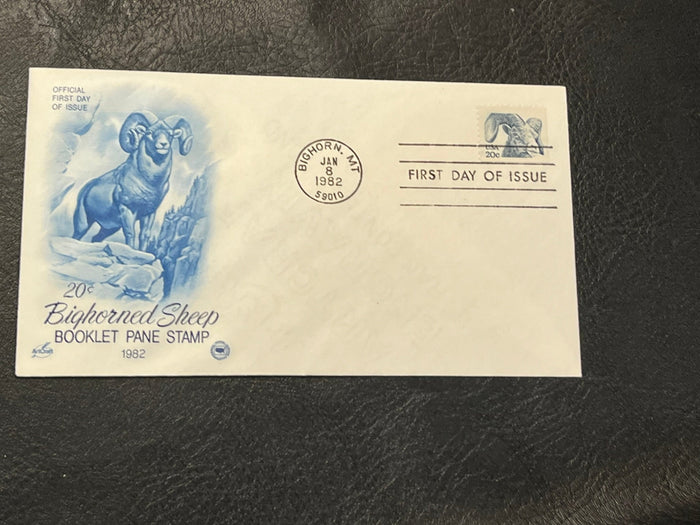 OFFICIAL
FIRST DAY
OF ISSUE
BIGHORN, MT
JAN
8
1982
59010
USA
20c
FIRST DAY OF ISSUE
20¢
Bighorned Sheep
BOOKLET PANE STAMP
1982
ArtCraft